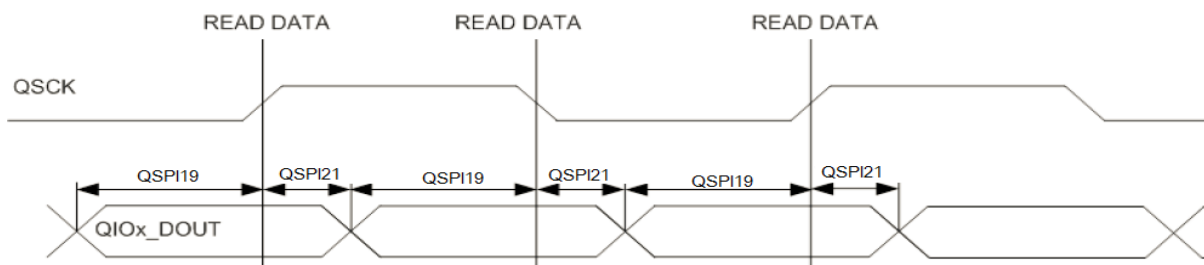 READ DATA READ DATA READ DATA
QSCK
QSPI19 QSPI21 QSPI19 QSPI21 QSPI19 QSPI21
QIOx_DOUT